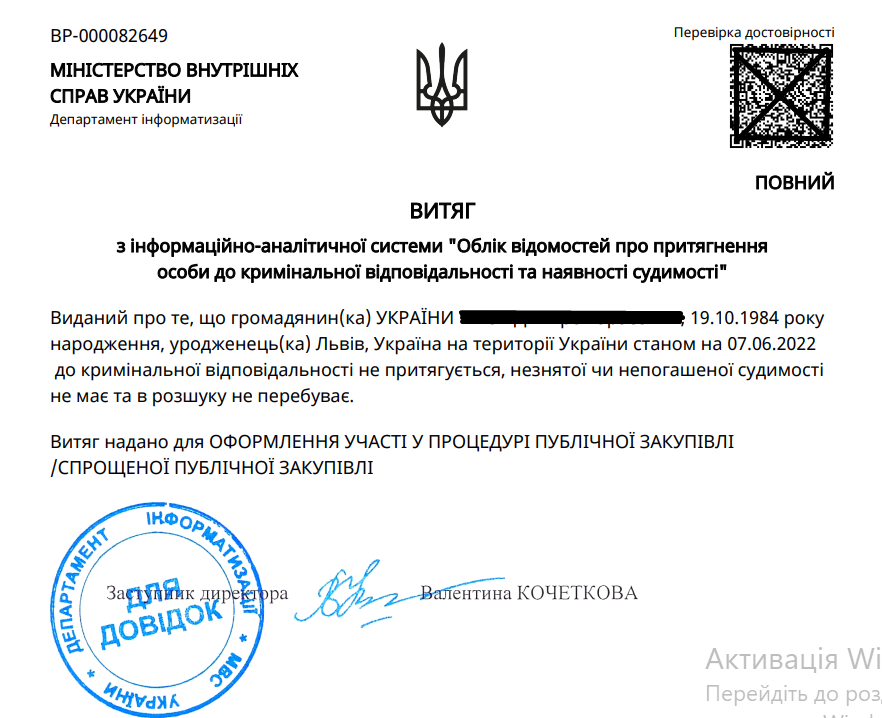 ВР-000082649
Перевірка достовірності
МІНІСТЕРСТВО ВНУТРІШНІХ
СПРАВ УКРАЇНИ
Департамент інформатизації
ПОВНИЙ
ВИТЯГ
з інформаційно-аналітичної системи "Облік відомостей про притягнення
особи до кримінальної відповідальності та наявності судимості"
Виданий про те, що громадянин(ка) УКРАЇНИ , 19.10.1984 року
народження, уродженець(ка) Львів, Україна на території України станом на 07.06.2022
до кримінальної відповідальності не притягується, незнятої чи непогашеної судимості
не має та в розшуку не перебуває.
Витяг надано для ОФОРМЛЕННЯ УЧАСТІ У ПРОЦЕДУРІ ПУБЛІЧНОЇ ЗАКУПІВЛІ
/СПРОЩЕНОЇ ПУБЛІЧНОЇ ЗАКУПІВЛІ
ДЕПАРТАМЕНТ ІНФОРМАТИЗАЦІЇ * МВС УКРАЇНИ *
ДЛЯ
ДОВІДОК
Заступник директора Валентина КОЧЕТКОВА
Активація Wi
Перейдіть до роз